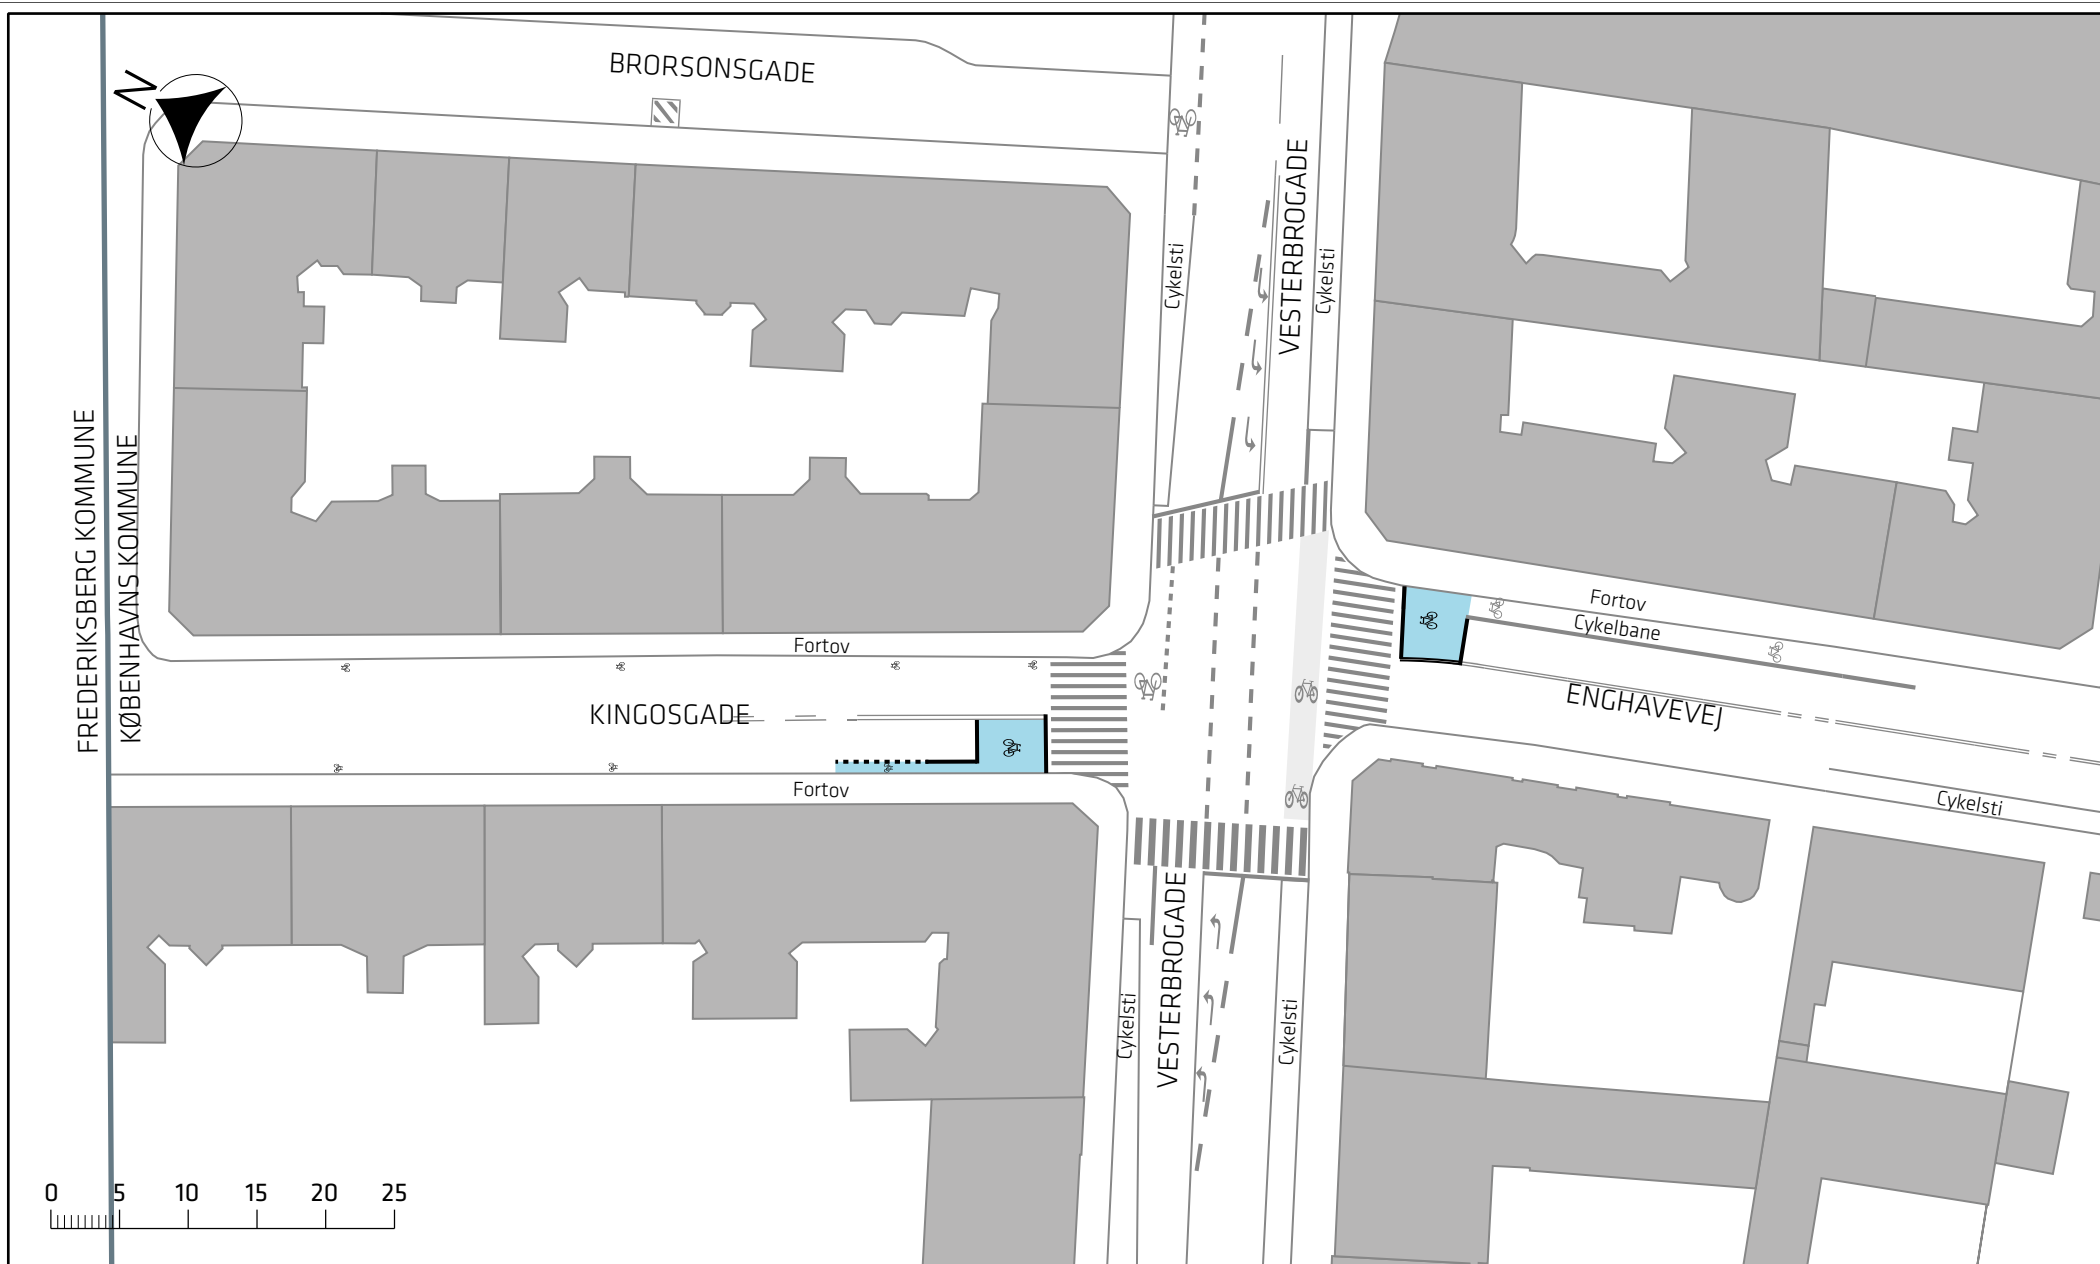 BRORSONSGADE
N
VESTERBROGADE
Cykelsti
Cykelsti
FREDERIKSBERG KOMMUNE
KØBENHAVNS KOMMUNE
Fortov
Fortov
Cykelbane
KINGOSGADE
ENGHAVEVEJ
Fortov
Cykelsti
VESTERBROGADE
Cykelsti
Cykelsti
0 5 10 15 20 25